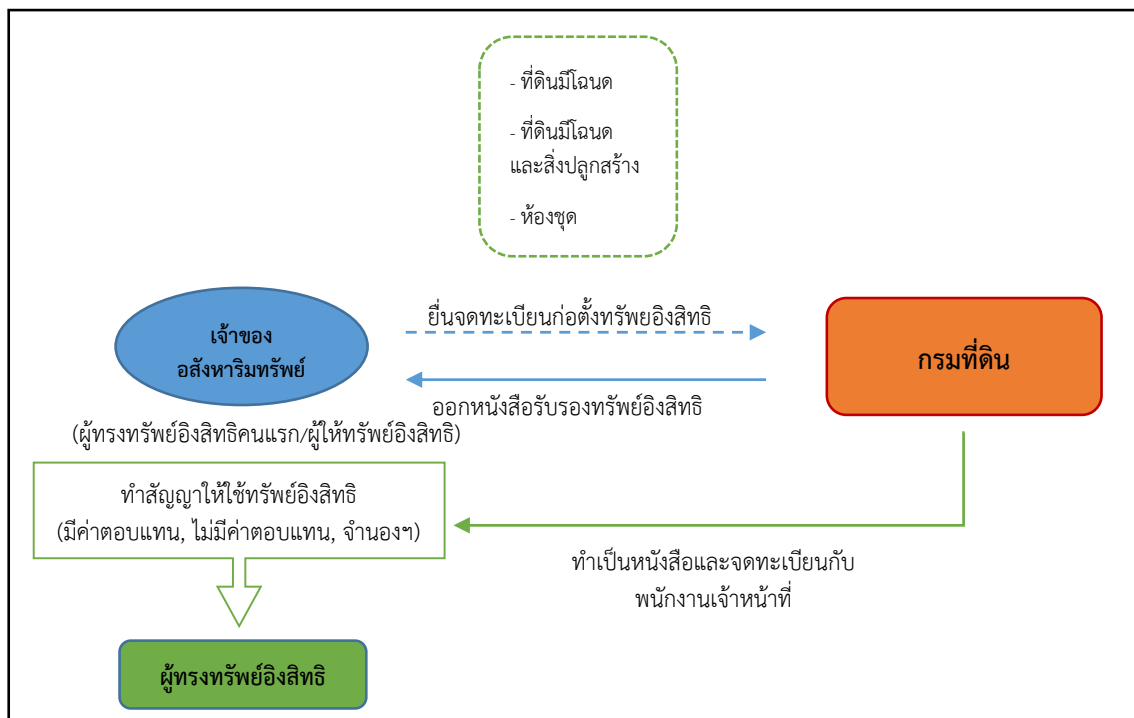 - ที่ดินมีโฉนด
- ที่ดินมีโฉนด
และสิ่งปลูกสร้าง
- ห้องชุด
เจ้าของ
อสังหาริมทรัพย์
ยื่นจดทะเบียนก่อตั้งทรัพย์อิงสิทธิ
กรมที่ดิน
ออกหนังสือรับรองทรัพย์อิงสิทธิ
(ผู้ทรงทรัพย์อิงสิทธิคนแรก/ผู้ให้ทรัพย์อิงสิทธิ)
ทำสัญญาให้ใช้ทรัพย์อิงสิทธิ
(มีค่าตอบแทน, ไม่มีค่าตอบแทน, จำนองฯ)
ทำเป็นหนังสือและจดทะเบียนกับ
พนักงานเจ้าหน้าที่
ผู้ทรงทรัพย์อิงสิทธิ